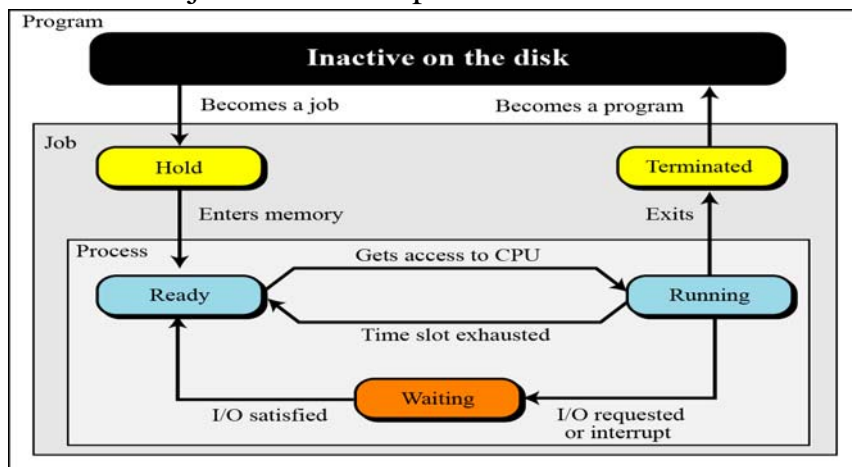 Program
Inactive on the disk
Becomes a job
Becomes a program
Job
Hold
Terminated
Enters memory
Exits
Process
Gets access to CPU
Ready
Running
Time slot exhausted
Waiting
I/O satisfied
I/O requested
or interrupt